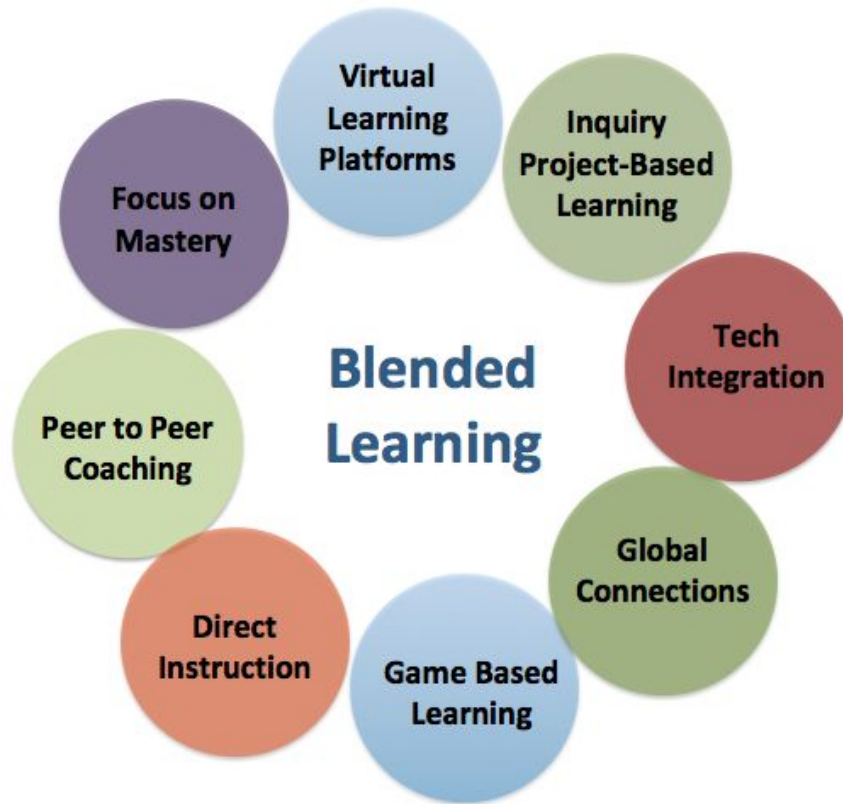 Virtual
Learning
Platforms
Inquiry
Project-Based
Learning
Tech
Integration
Global
Connections
Game Based
Learning
Direct
Instruction
Peer to Peer
Coaching
Focus on
Mastery
Blended
Learning